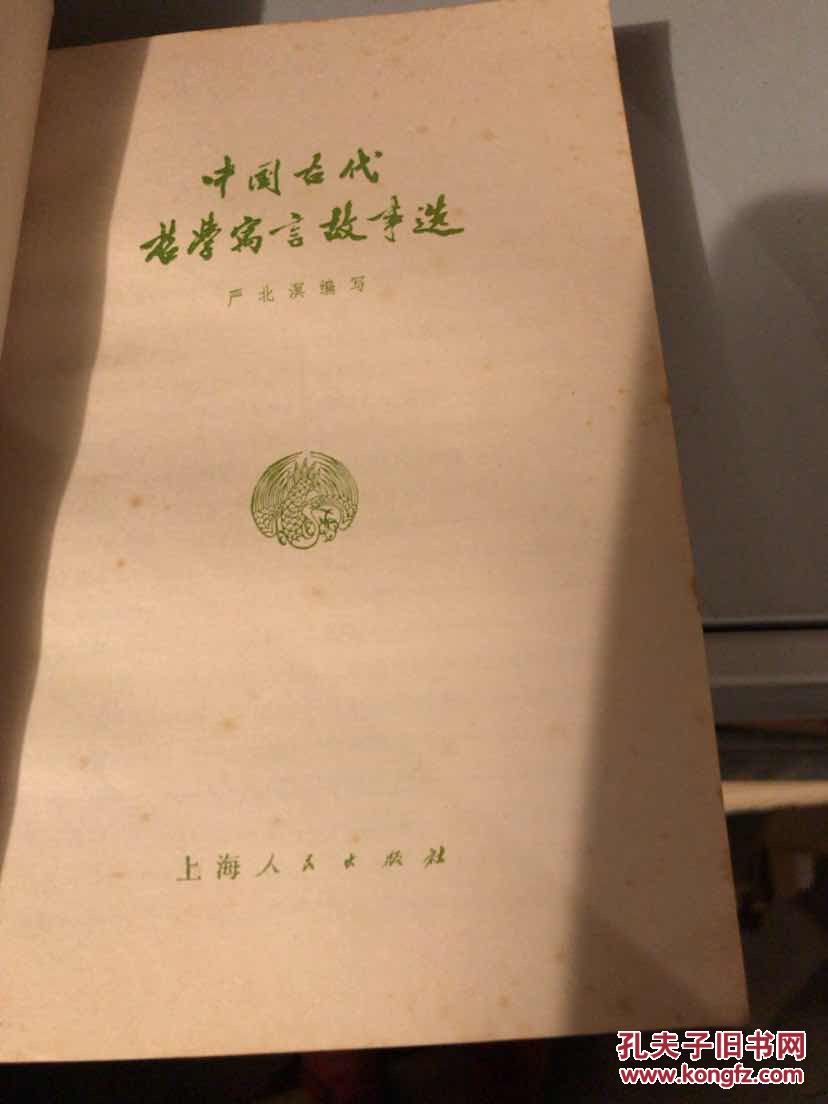 中国古代
哲学寓言故事选
严北溟编写
上海人民出版社
孔夫子旧书网
www.kongfz.com